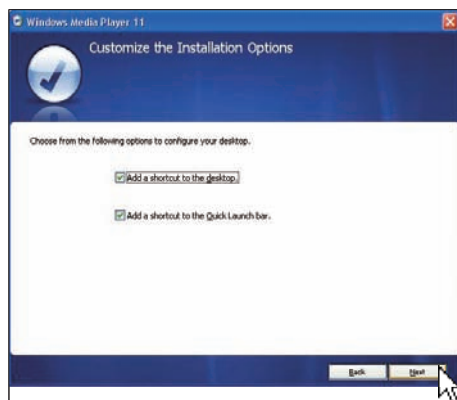 Windows Media Player 11
Customize the Installation Options
Choose from the following options to configure your desktop.
Add a shortcut to the desktop.
Add a shortcut to the Quick Launch bar.
Back Next